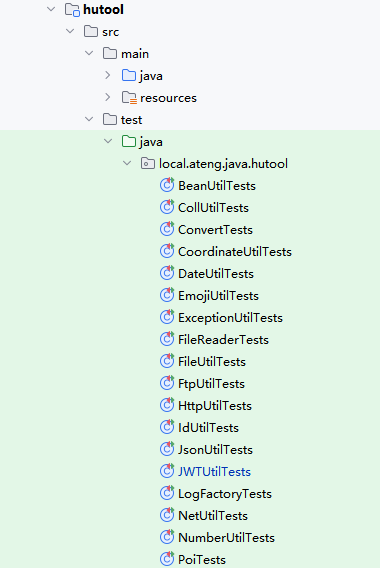 hutool
src
main
java
resources
test
java
local.ateng.java.hutool
BeanUtilTests
CollUtilTests
ConvertTests
CoordinateUtilTests
DateUtilTests
EmojiUtilTests
ExceptionUtilTests
FileReaderTests
FileUtilTests
FtpUtilTests
HttpUtilTests
IdUtilTests
JsonUtilTests
JWTUtilTests
LogFactoryTests
NetUtilTests
NumberUtilTests
PoiTests